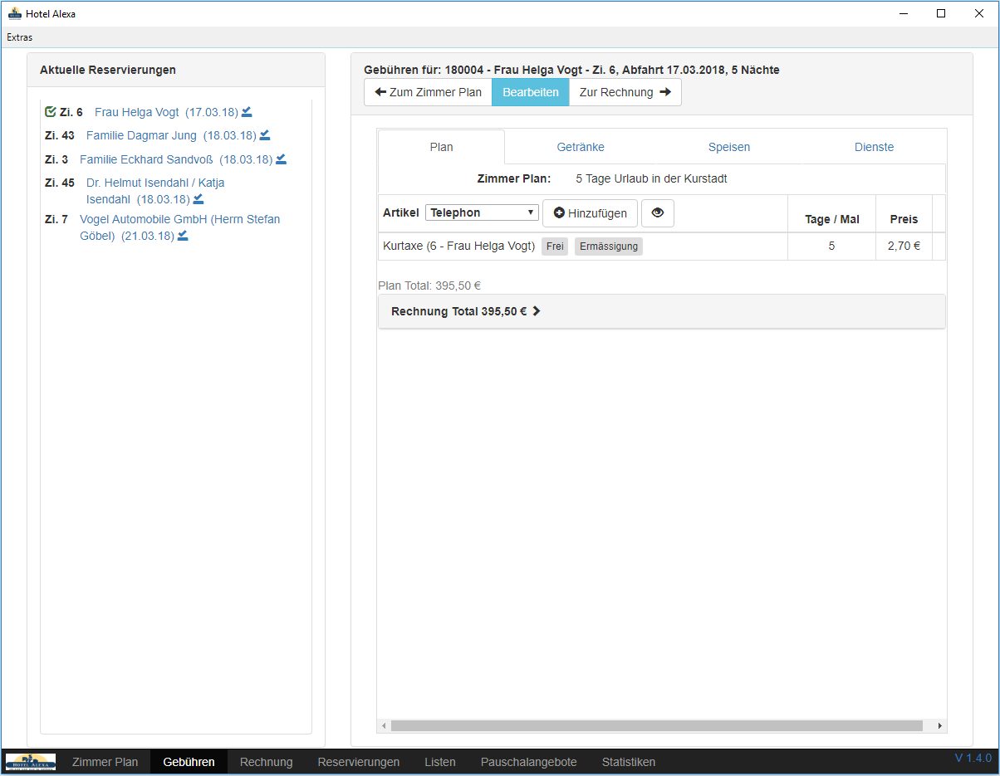 Hotel Alexa
Extras
Aktuelle Reservierungen
Zi. 6 Frau Helga Vogt (17.03.18)
Zi. 43 Familie Dagmar Jung (18.03.18)
Zi. 3 Familie Eckhard Sandvoß (18.03.18)
Zi. 45 Dr. Helmut Isendahl / Katja
Isendahl (18.03.18)
Zi. 7 Vogel Automobile GmbH (Herrn Stefan
Göbel) (21.03.18)
Gebühren für: 180004 - Frau Helga Vogt - Zi. 6, Abfahrt 17.03.2018, 5 Nächte
Zum Zimmer Plan Bearbeiten Zur Rechnung
Plan Getränke Speisen Dienste
Zimmer Plan: 5 Tage Urlaub in der Kurstadt
Artikel Telephon Hinzufügen Tage / Mal Preis
Kurtaxe (6 - Frau Helga Vogt) Frei Ermässigung 5 2,70 €
Plan Total: 395,50 €
Rechnung Total 395,50 €
HOTEL ALEXA Zimmer Plan Gebühren Rechnung Reservierungen Listen Pauschalangebote Statistiken V 1.4.0